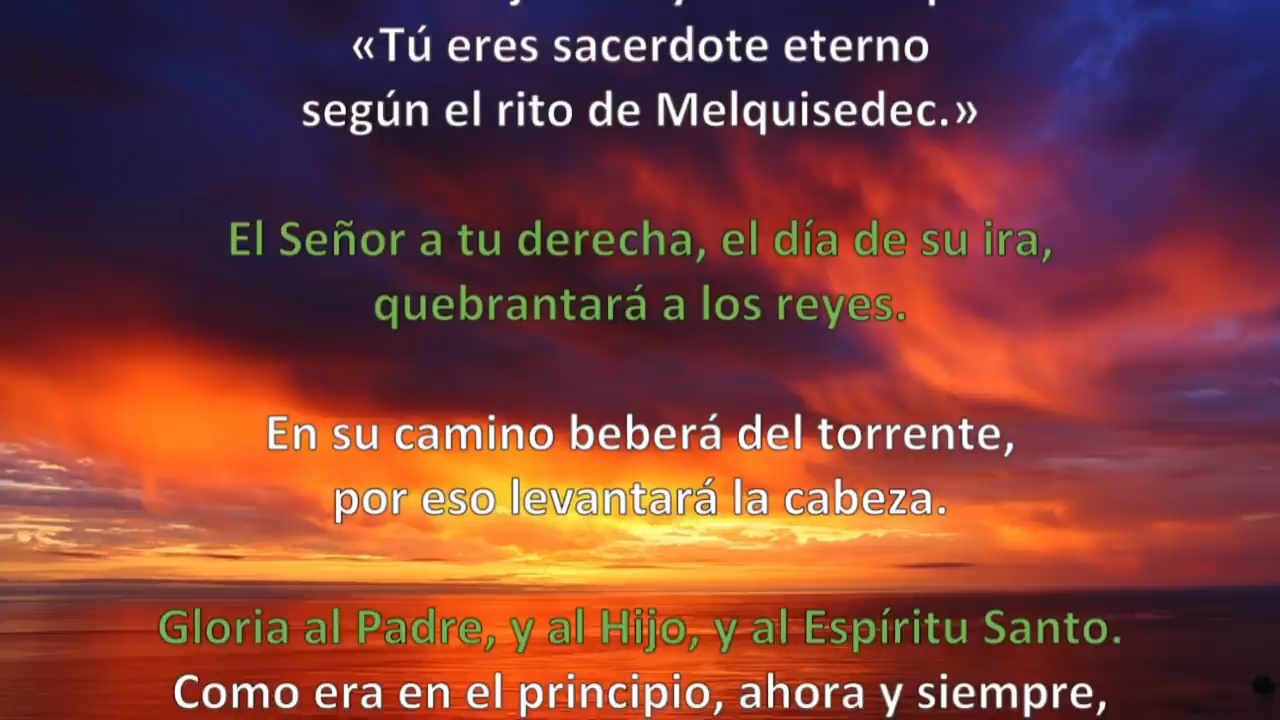 «Tú eres sacerdote eterno
según el rito de Melquisedec.»
El Señor a tu derecha, el día de su ira,
quebrantará a los reyes.
En su camino beberá del torrente,
por eso levantará la cabeza.
Gloria al Padre, y al Hijo, y al Espíritu Santo.
Como era en el principio, ahora y siempre,